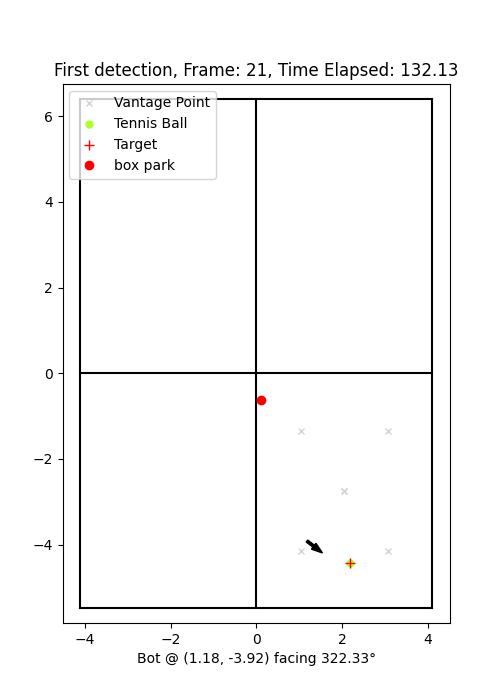 First detection, Frame: 21, Time Elapsed: 132.13
Vantage Point
Tennis Ball
Target
box park
6
4
2
0
−2
−4
−4
−2
0
2
4
Bot @ (1.18, -3.92) facing 322.33°